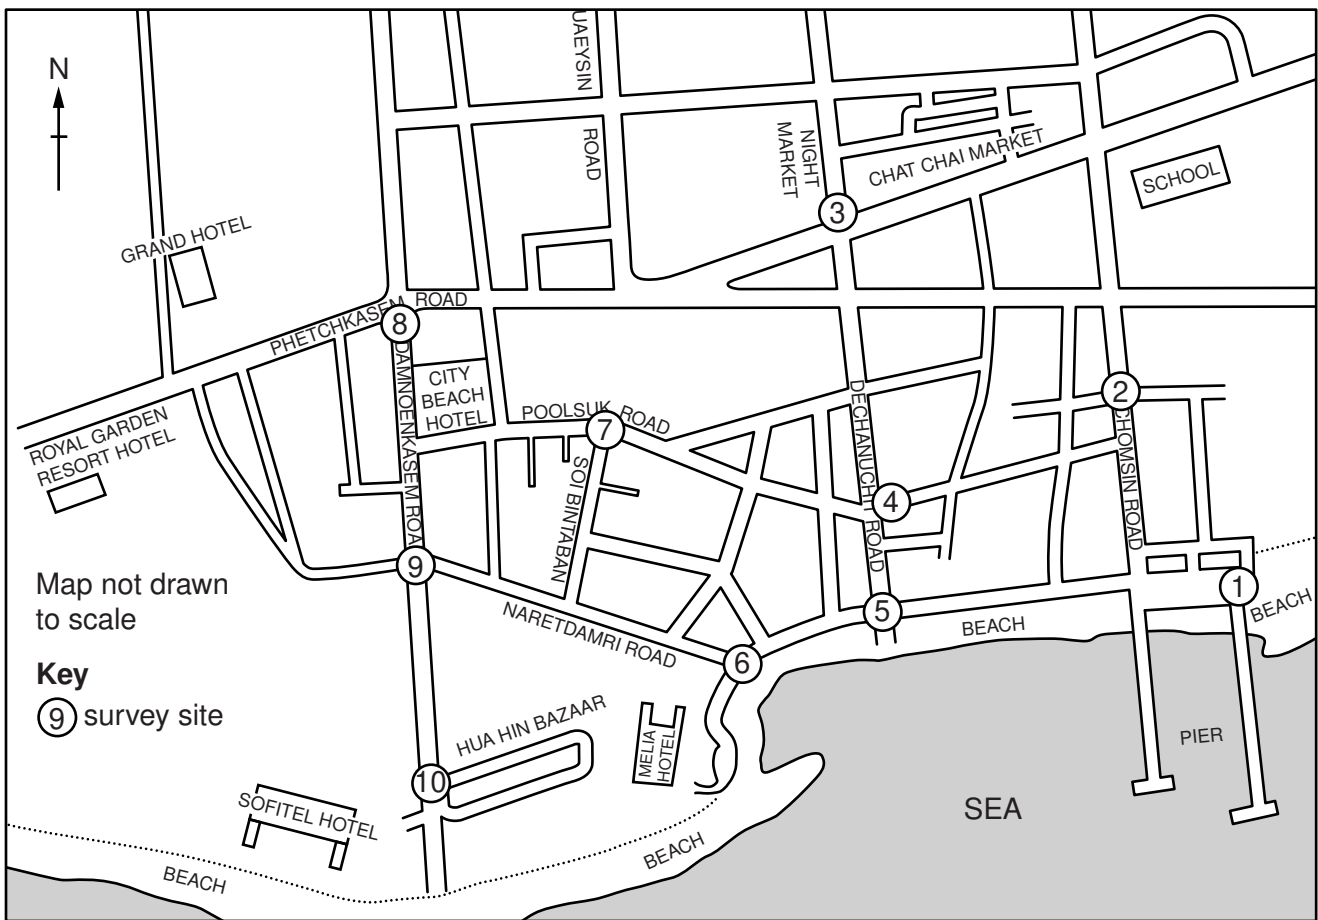 N
UAEYSIN
ROAD
NIGHT
MARKET
CHAT CHAI MARKET
SCHOOL
3
GRAND HOTEL
PHETCHKASEM ROAD
8
DAMNOENKASEM ROA
CITY
BEACH
HOTEL
POOLSUK ROAD
7
SOI BINTABAN
DECHANUCHIT ROAD
2
CHOMSIN ROAD
4
ROYAL GARDEN
RESORT HOTEL
9
NARETDAMRI ROAD
5
1
6
BEACH
BEACH
Map not drawn
to scale
Key
9 survey site
HUA HIN BAZAAR
MELIA
HOTEL
PIER
10
SOFITEL HOTEL
SEA
BEACH
BEACH